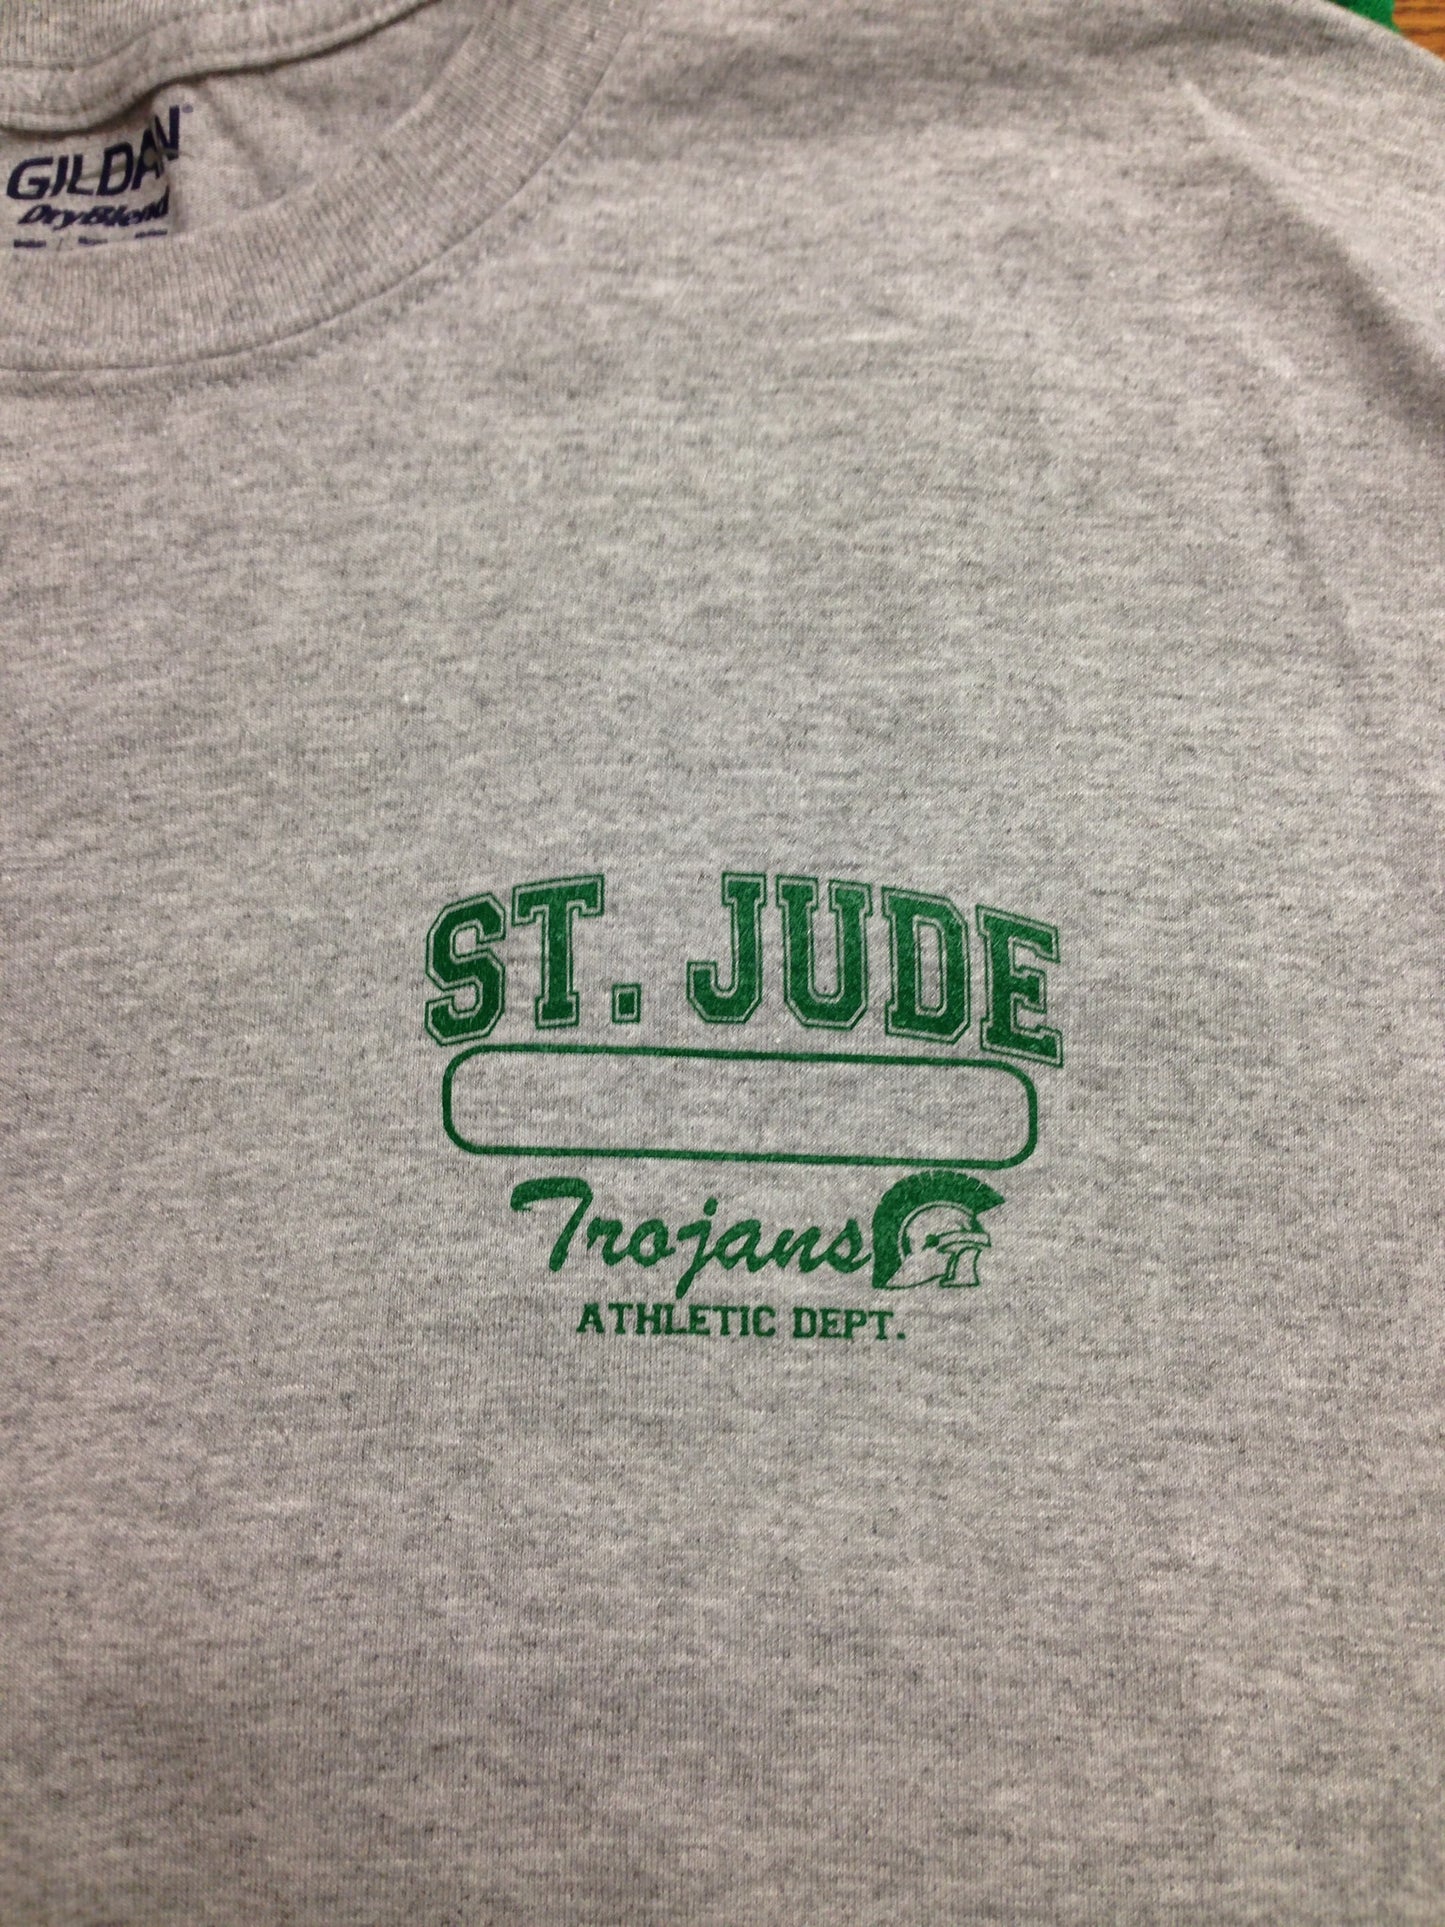 GILDAN
DryBlend
ST. JUDE
Trojans
ATHLETIC DEPT.